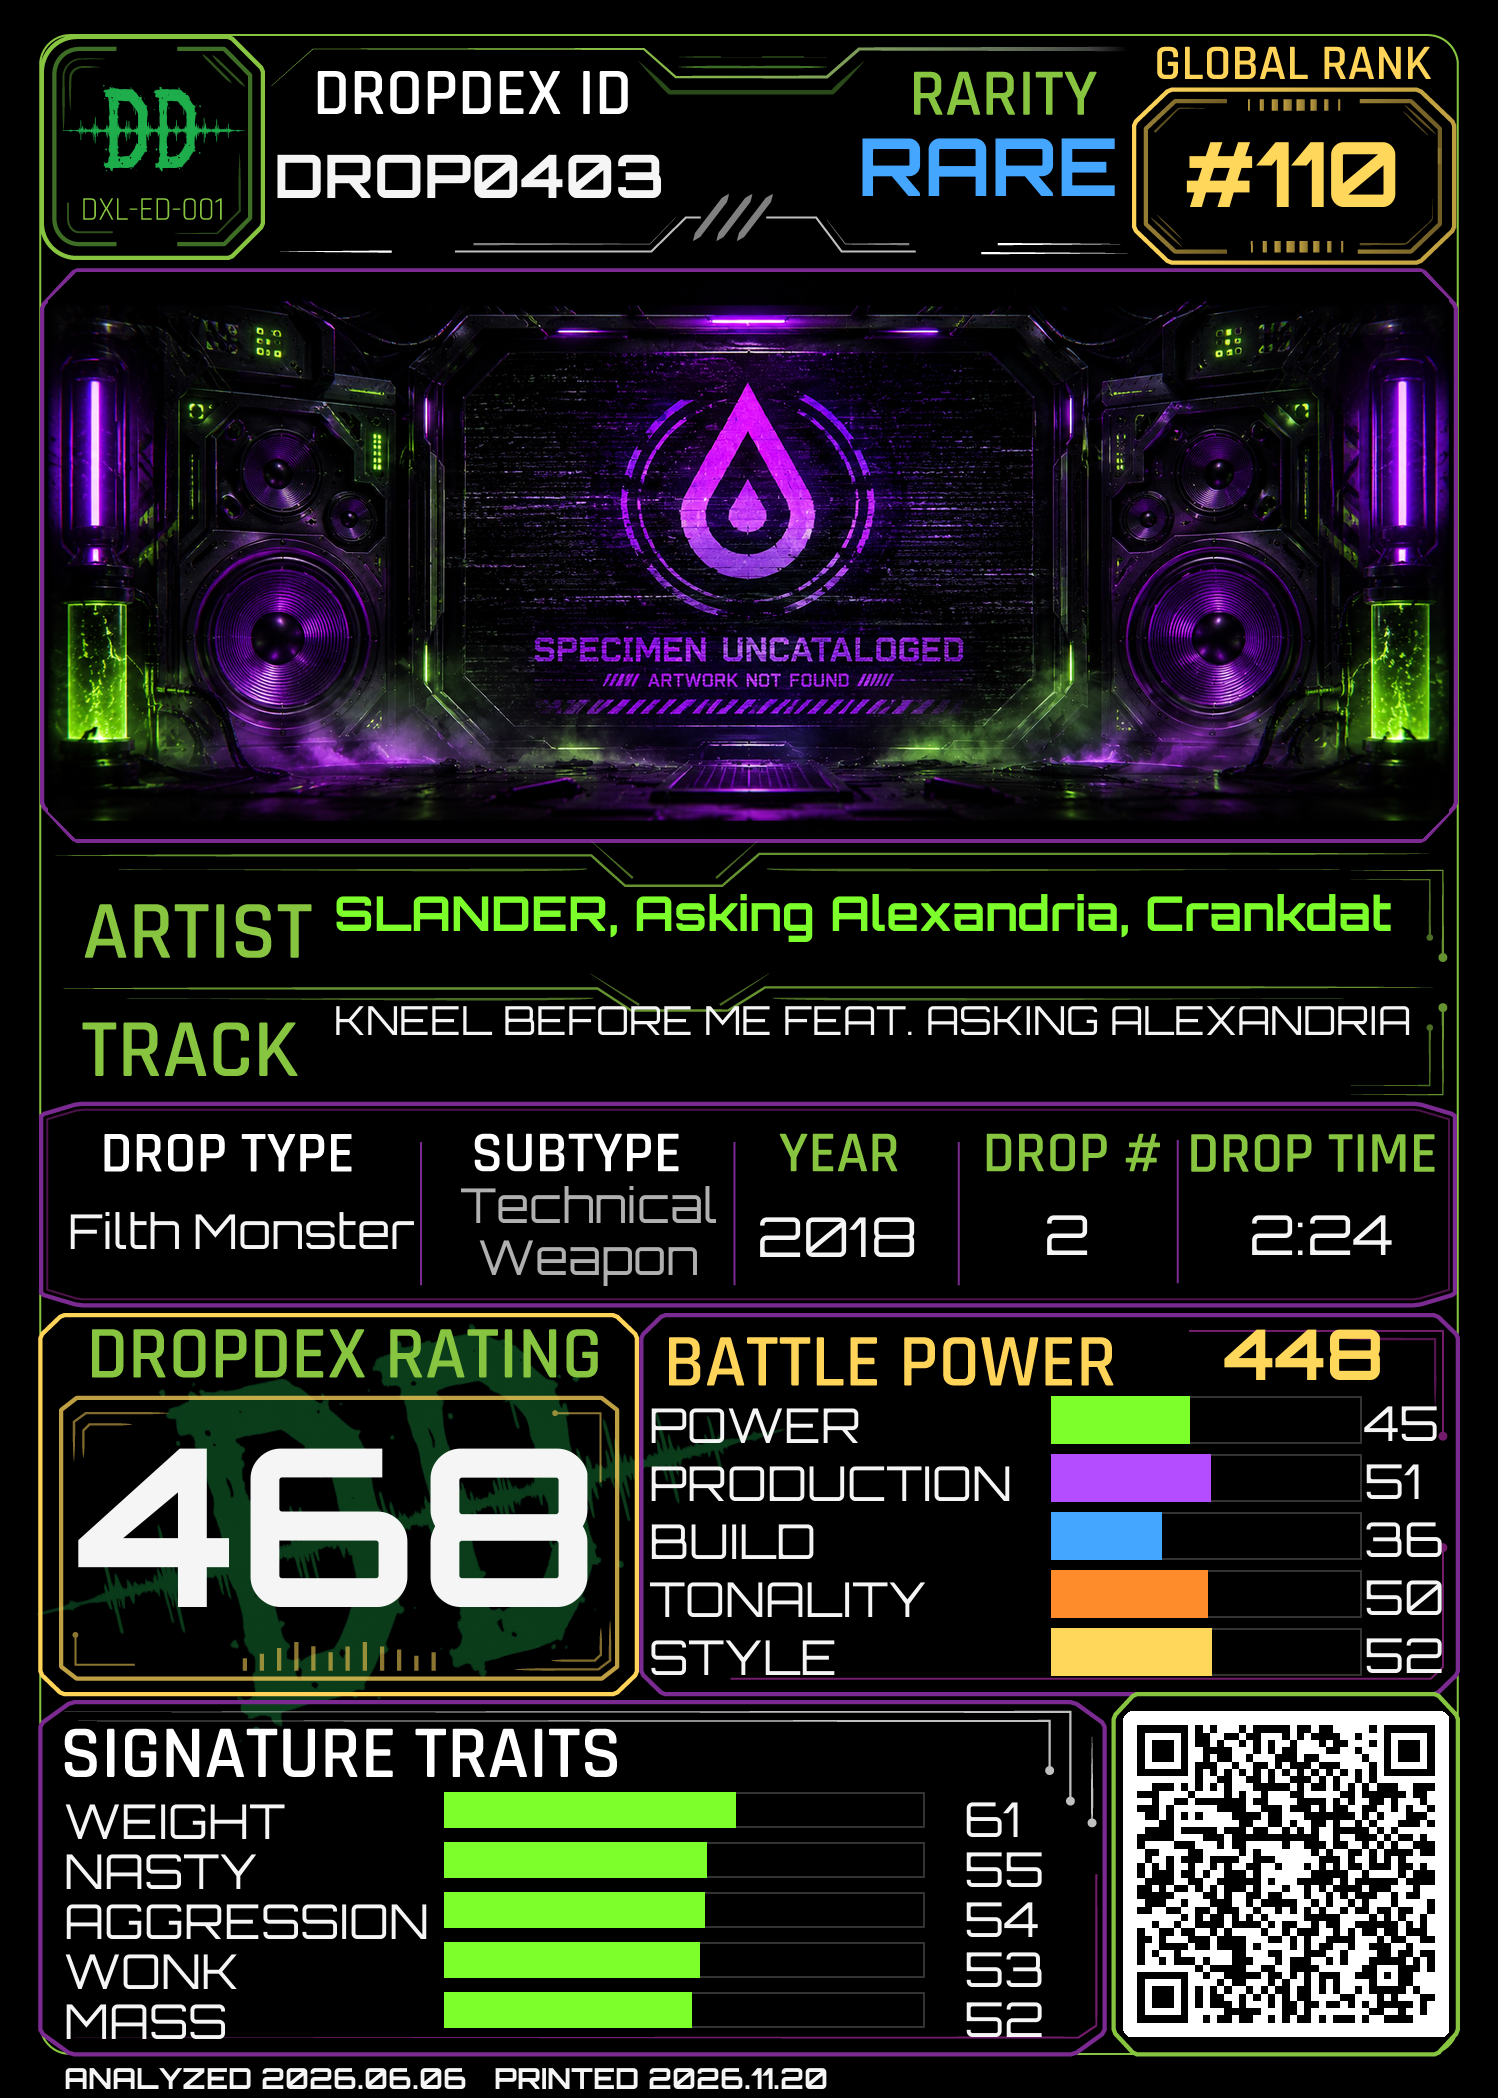 DD
DXL-ED-001
DROPDEX ID
DROP0403
RARITY
RARE
GLOBAL RANK
#110
SPECIMEN UNCATALOGED
///// ARTWORK NOT FOUND /////
ARTIST
SLANDER, Asking Alexandria, Crankdat
TRACK
KNEEL BEFORE ME FEAT. ASKING ALEXANDRIA
DROP TYPE
Filth Monster
SUBTYPE
Technical
Weapon
YEAR
2018
DROP #
2
DROP TIME
2:24
DROPDEX RATING
468
BATTLE POWER 448
POWER 45
PRODUCTION 51
BUILD 36
TONALITY 50
STYLE 52
SIGNATURE TRAITS
WEIGHT 61
NASTY 55
AGGRESSION 54
WONK 53
MASS 52
ANALYZED 2026.06.06 PRINTED 2026.11.20